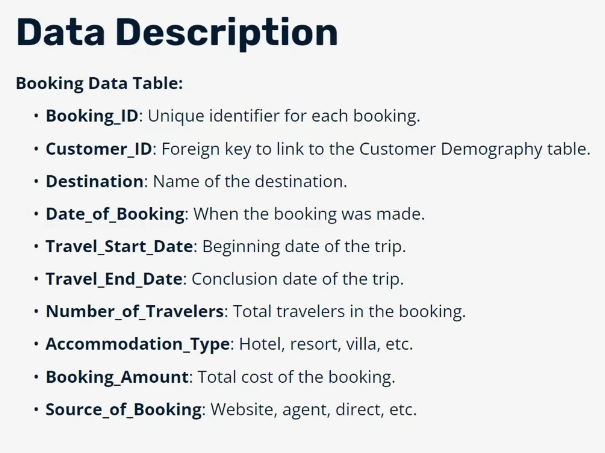 Data Description
Booking Data Table:
• Booking_ID: Unique identifier for each booking.
• Customer_ID: Foreign key to link to the Customer Demography table.
• Destination: Name of the destination.
• Date_of_Booking: When the booking was made.
• Travel_Start_Date: Beginning date of the trip.
• Travel_End_Date: Conclusion date of the trip.
• Number_of_Travelers: Total travelers in the booking.
• Accommodation_Type: Hotel, resort, villa, etc.
• Booking_Amount: Total cost of the booking.
• Source_of_Booking: Website, agent, direct, etc.